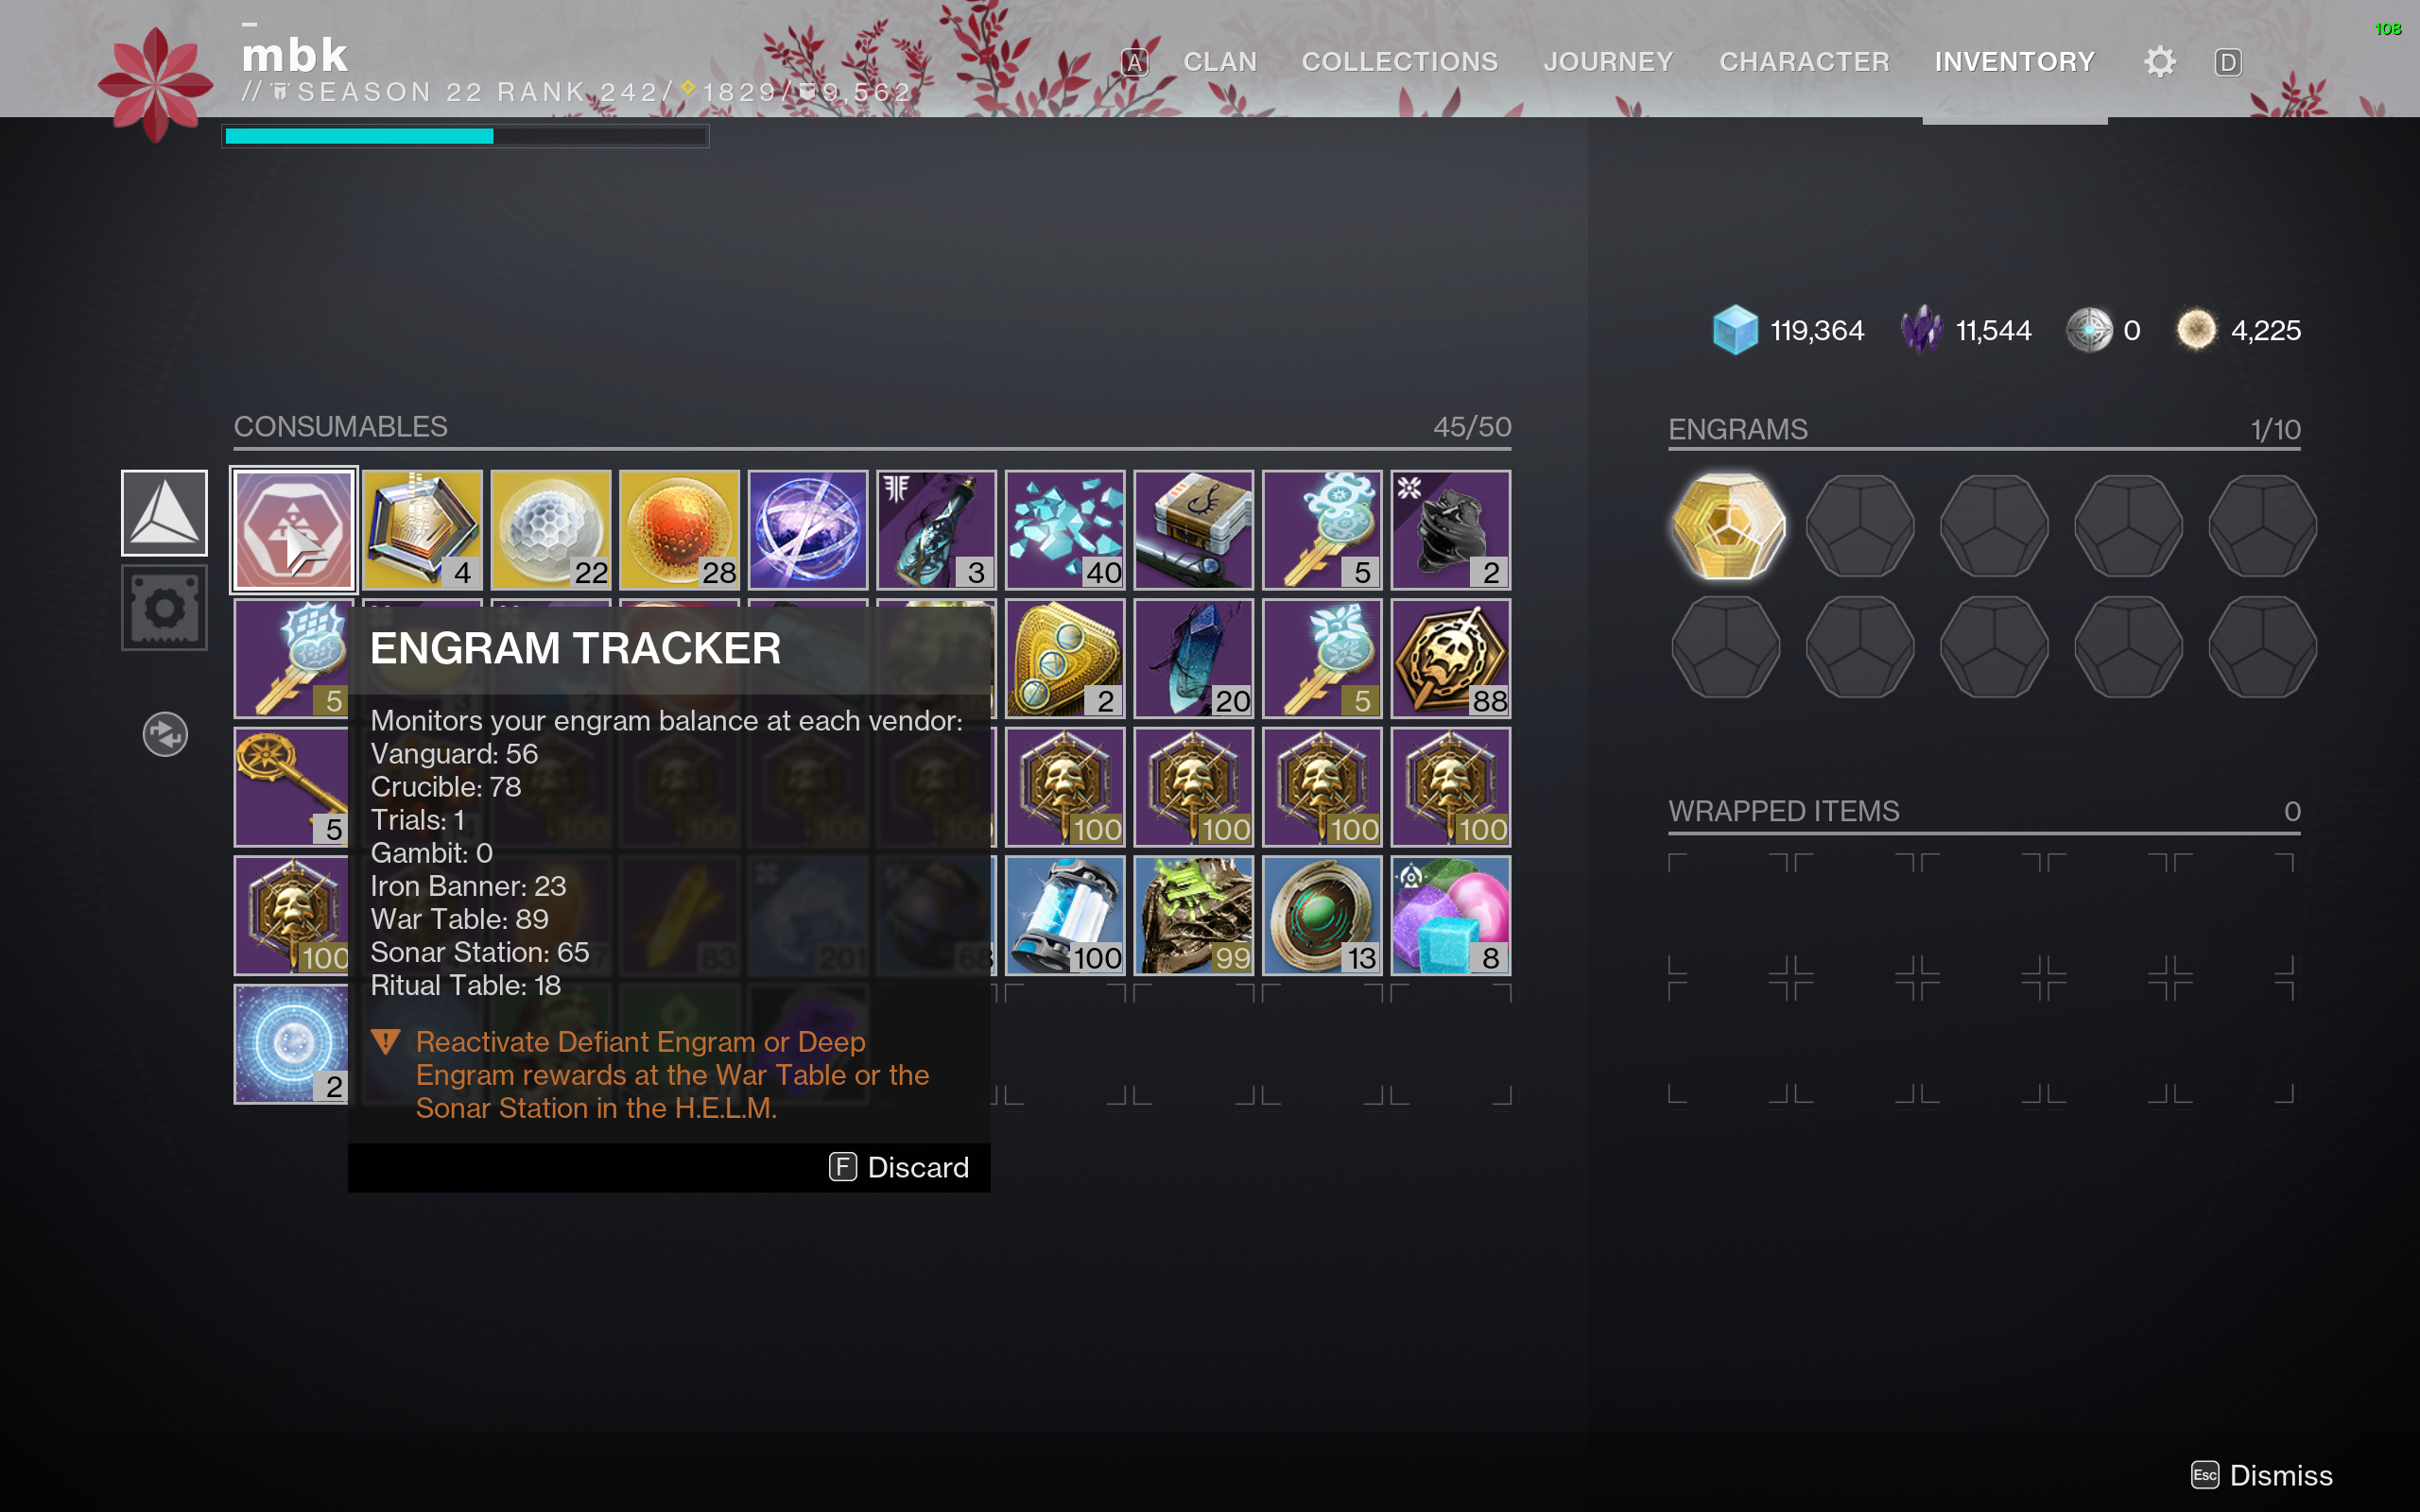 mbk
// SEASON 22 RANK 242/1829/9,562
A CLAN COLLECTIONS JOURNEY CHARACTER INVENTORY D
108
119,364 11,544 0 4,225
CONSUMABLES 45/50
ENGRAMS 1/10
4 22 28 3 40 5 2
5
2 20 5 88
5
100 100 100 100
100
100 99 13 8
2
ENGRAM TRACKER
Monitors your engram balance at each vendor:
Vanguard: 56
Crucible: 78
Trials: 1
Gambit: 0
Iron Banner: 23
War Table: 89
Sonar Station: 65
Ritual Table: 18
Reactivate Defiant Engram or Deep
Engram rewards at the War Table or the
Sonar Station in the H.E.L.M.
F Discard
WRAPPED ITEMS 0
Esc Dismiss